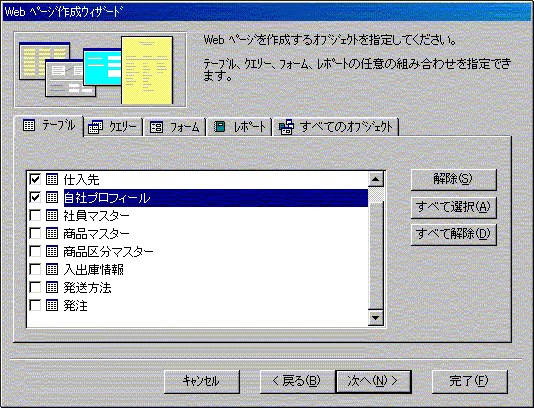 Web ページ作成ウィザード
Web ページを作成するオブジェクトを指定してください。
テーブル、クエリー、フォーム、レポートの任意の組み合わせを指定でき
ます。
テーブル クエリー フォーム レポート すべてのオブジェクト
仕入先
自社プロフィール
社員マスター
商品マスター
商品区分マスター
入出庫情報
発送方法
発注
解除(S)
すべて選択(A)
すべて解除(D)
キャンセル < 戻る(B) 次へ(N) > 完了(F)